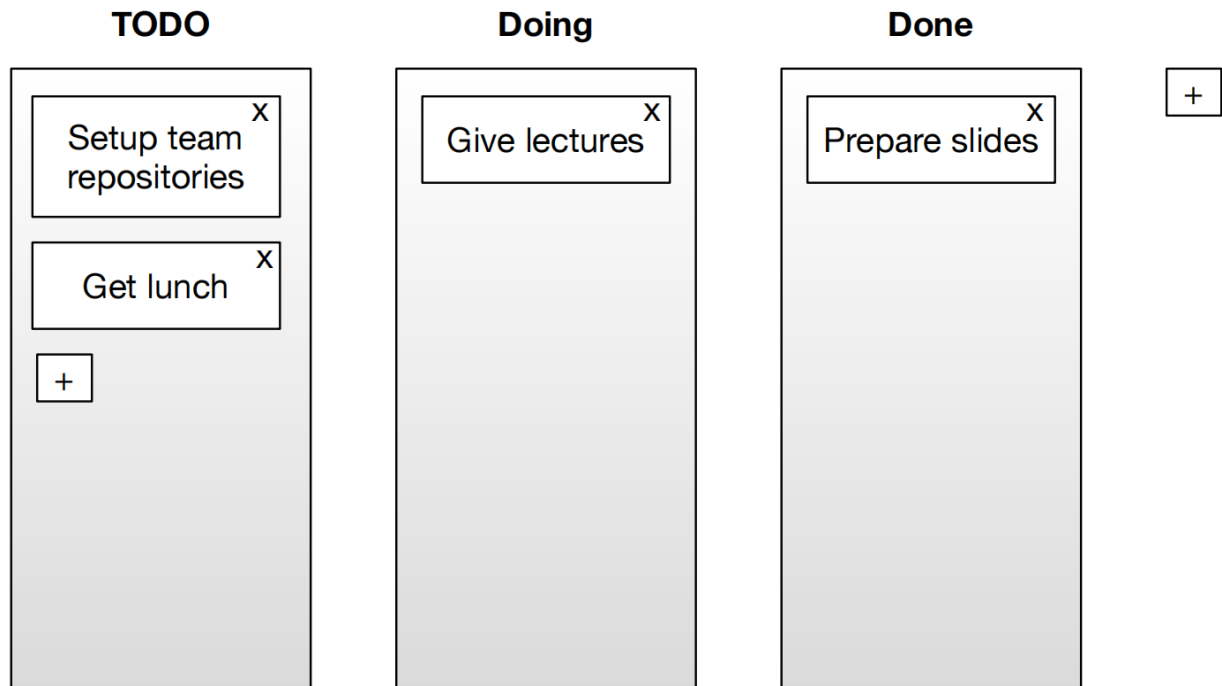 TODO
Setup team
repositories
x
Get lunch
x
+
Doing
Give lectures
x
Done
Prepare slides
x
+